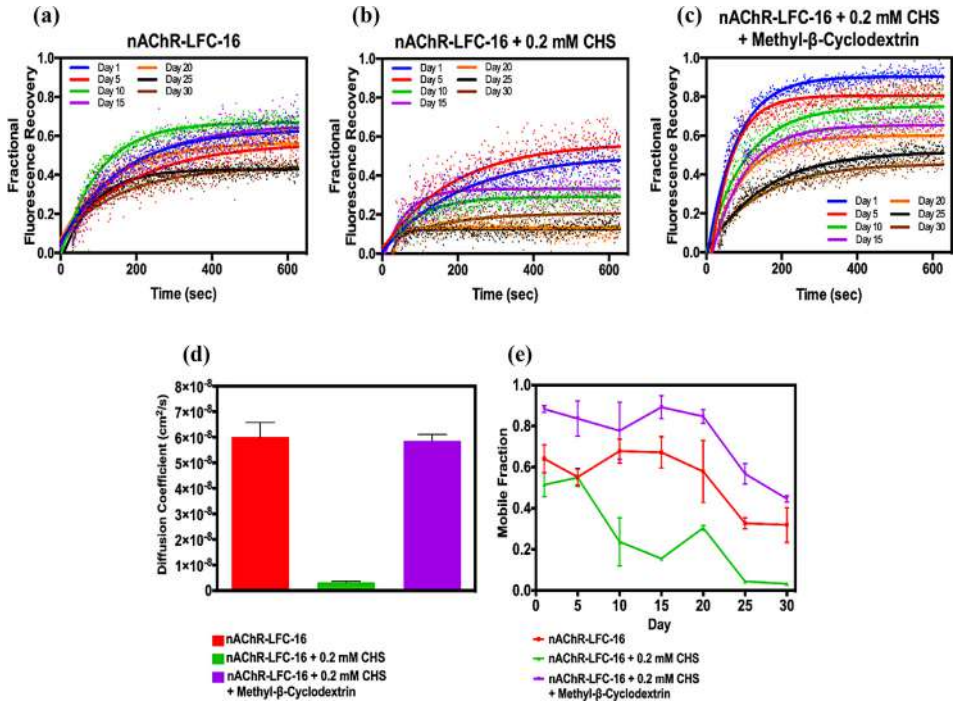 (a)
nAChR-LFC-16
Fractional
Fluorescence Recovery
1.0
0.8
0.6
0.4
0.2
0.0
Day 1
Day 5
Day 10
Day 15
Day 20
Day 25
Day 30
0
200
400
600
Time (sec)
(b)
nAChR-LFC-16 + 0.2 mM CHS
Fractional
Fluorescence Recovery
1.0
0.8
0.6
0.4
0.2
0.0
Day 1
Day 5
Day 10
Day 15
Day 20
Day 25
Day 30
0
200
400
600
Time (sec)
(c)
nAChR-LFC-16 + 0.2 mM CHS
+ Methyl-β-Cyclodextrin
Fractional
Fluorescence Recovery
1.0
0.8
0.6
0.4
0.2
0.0
Day 1
Day 5
Day 10
Day 15
Day 20
Day 25
Day 30
0
200
400
600
Time (sec)
(d)
Diffusion Coefficient (cm²/s)
8×10⁻⁸
7×10⁻⁸
6×10⁻⁸
5×10⁻⁸
4×10⁻⁸
3×10⁻⁸
2×10⁻⁸
1×10⁻⁸
0
nAChR-LFC-16
nAChR-LFC-16 + 0.2 mM CHS
nAChR-LFC-16 + 0.2 mM CHS
+ Methyl-β-Cyclodextrin
(e)
Mobile Fraction
1.0
0.8
0.6
0.4
0.2
0.0
0
5
10
15
20
25
30
Day
nAChR-LFC-16
nAChR-LFC-16 + 0.2 mM CHS
nAChR-LFC-16 + 0.2 mM CHS
+ Methyl-β-Cyclodextrin